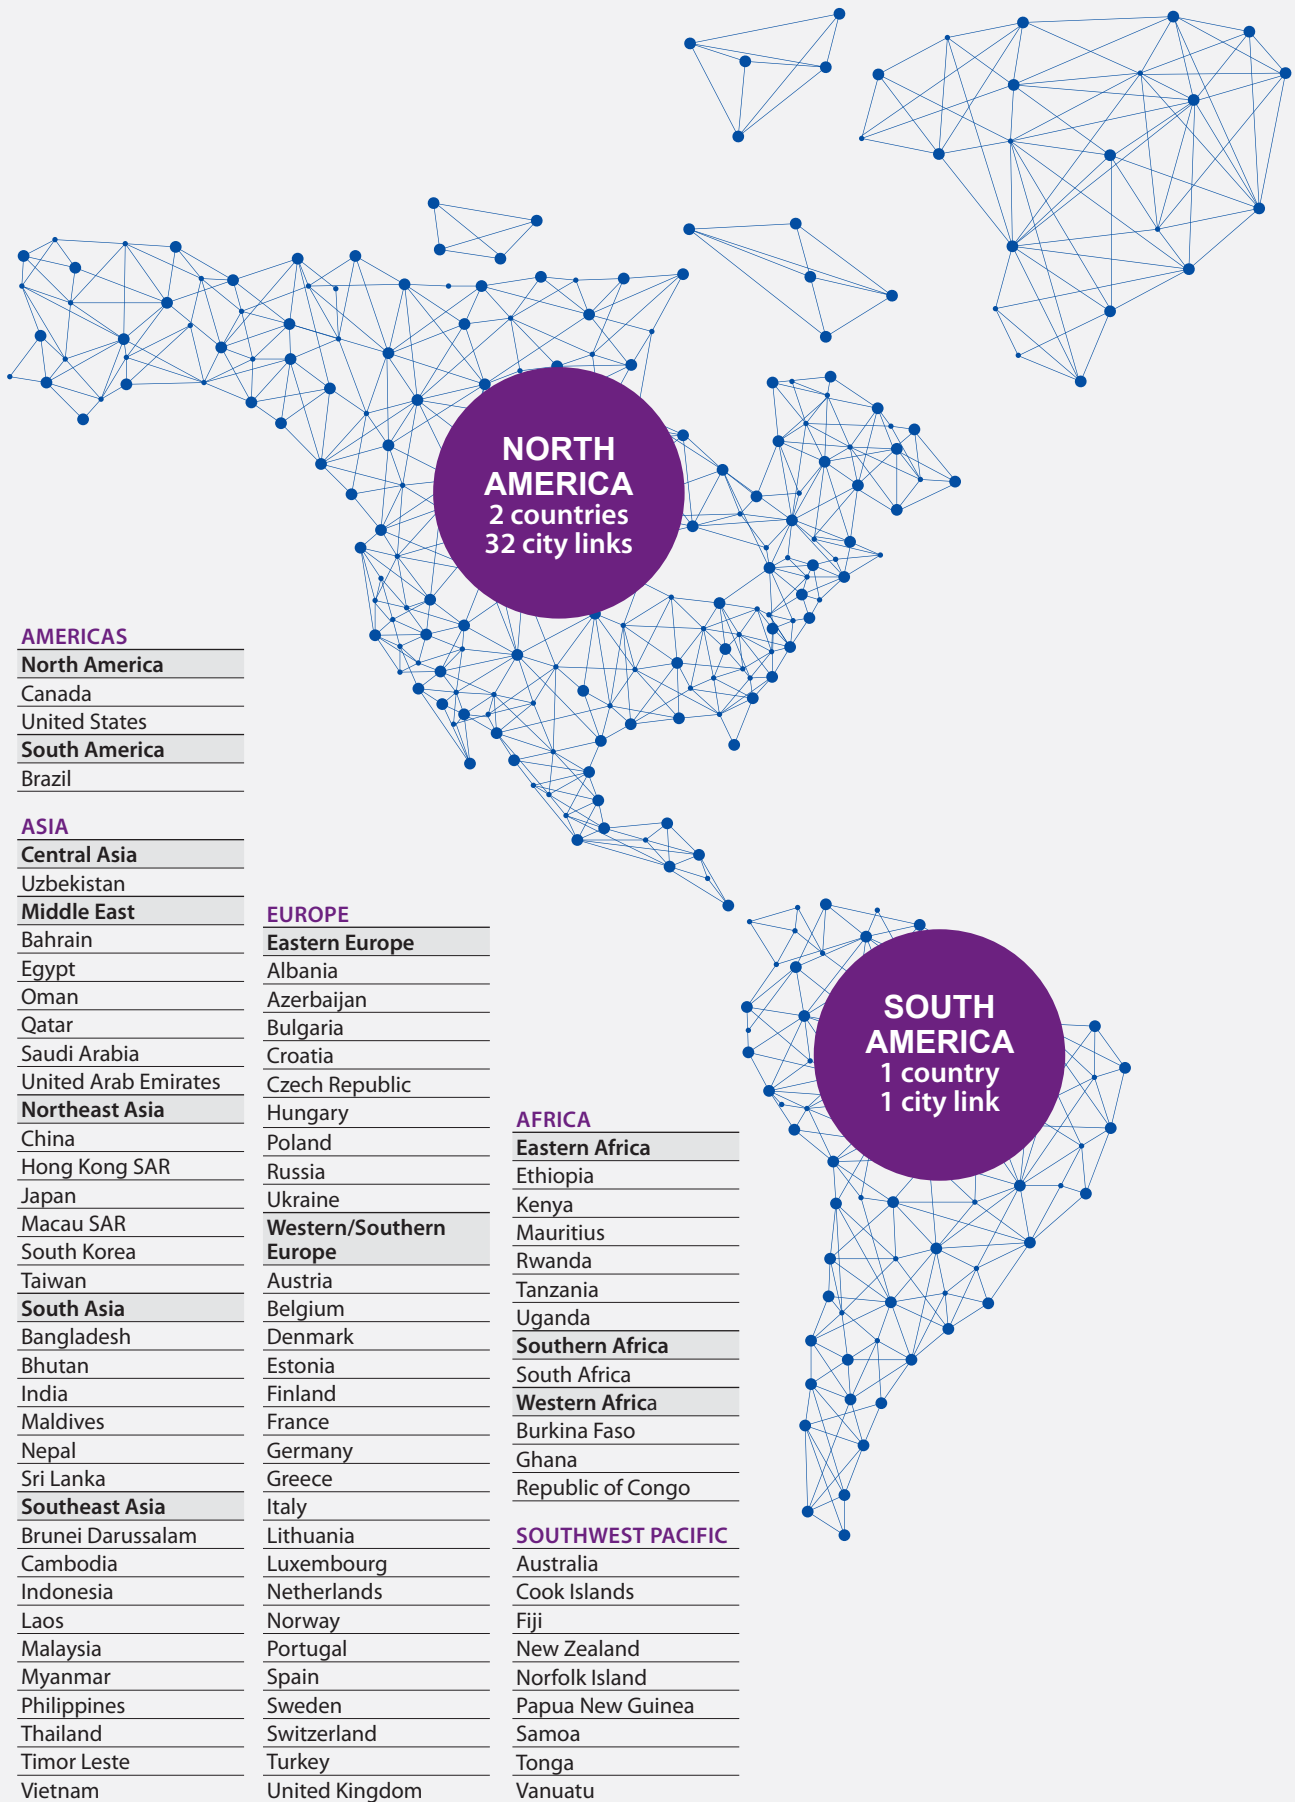 NORTH
AMERICA
2 countries
32 city links
SOUTH
AMERICA
1 country
1 city link
AMERICAS
North America
Canada
United States
South America
Brazil
ASIA
Central Asia
Uzbekistan
Middle East
Bahrain
Egypt
Oman
Qatar
Saudi Arabia
United Arab Emirates
Northeast Asia
China
Hong Kong SAR
Japan
Macau SAR
South Korea
Taiwan
South Asia
Bangladesh
Bhutan
India
Maldives
Nepal
Sri Lanka
Southeast Asia
Brunei Darussalam
Cambodia
Indonesia
Laos
Malaysia
Myanmar
Philippines
Thailand
Timor Leste
Vietnam
EUROPE
Eastern Europe
Albania
Azerbaijan
Bulgaria
Croatia
Czech Republic
Hungary
Poland
Russia
Ukraine
Western/Southern
Europe
Austria
Belgium
Denmark
Estonia
Finland
France
Germany
Greece
Italy
Lithuania
Luxembourg
Netherlands
Norway
Portugal
Spain
Sweden
Switzerland
Turkey
United Kingdom
AFRICA
Eastern Africa
Ethiopia
Kenya
Mauritius
Rwanda
Tanzania
Uganda
Southern Africa
South Africa
Western Africa
Burkina Faso
Ghana
Republic of Congo
SOUTHWEST PACIFIC
Australia
Cook Islands
Fiji
New Zealand
Norfolk Island
Papua New Guinea
Samoa
Tonga
Vanuatu